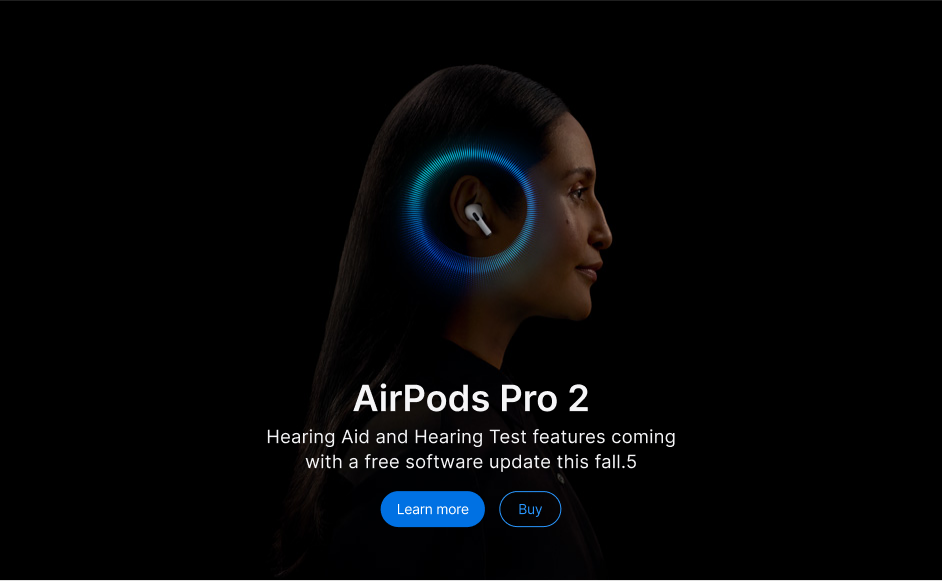 AirPods Pro 2
Hearing Aid and Hearing Test features coming
with a free software update this fall.5
Learn more
Buy